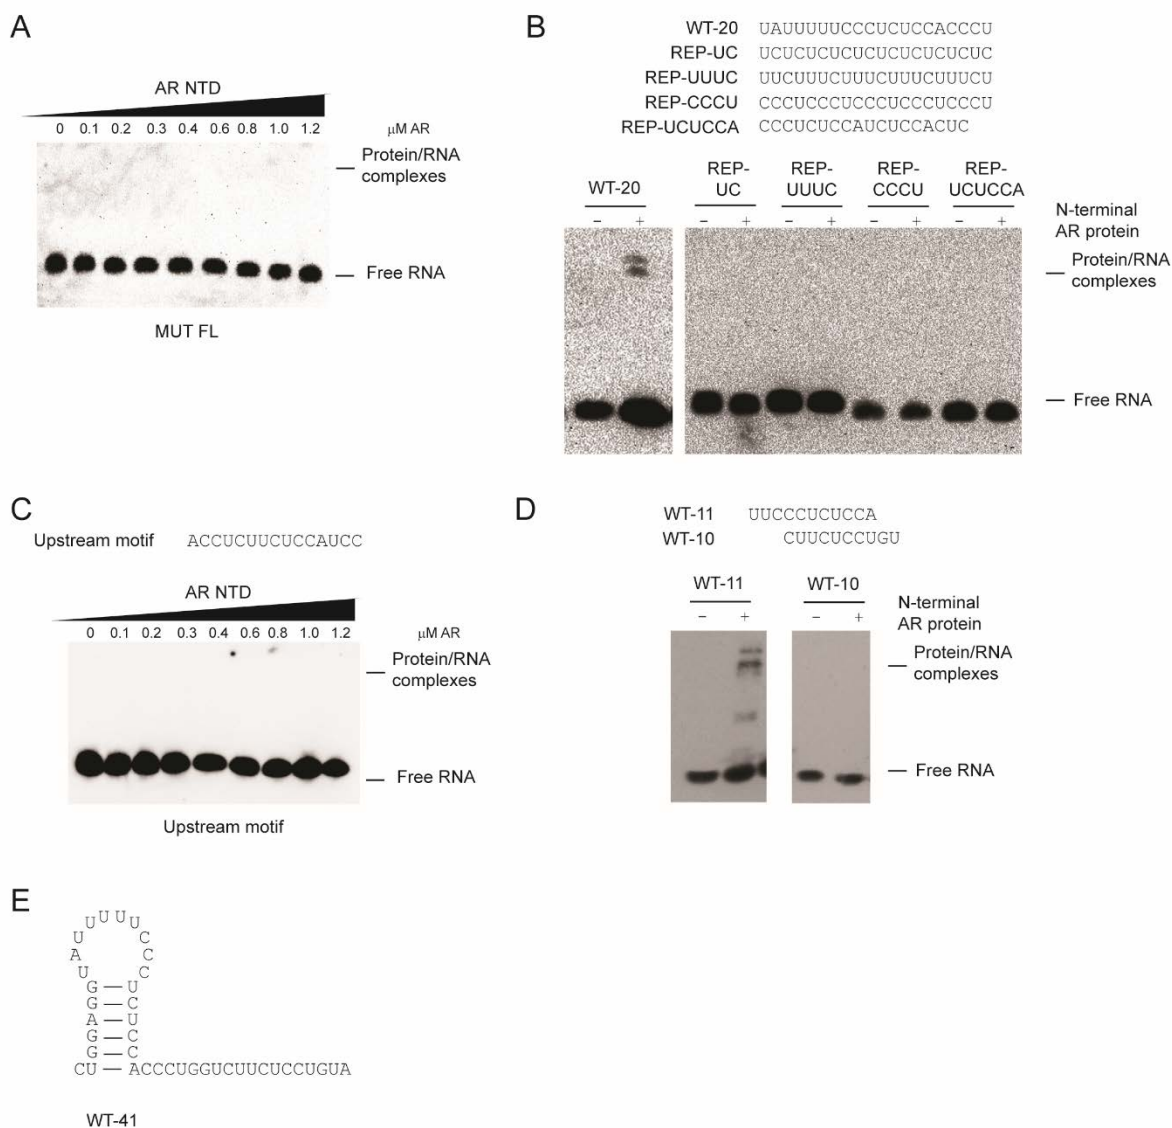 A
AR NTD
0 0.1 0.2 0.3 0.4 0.6 0.8 1.0 1.2 μM AR
Protein/RNA
complexes
Free RNA
MUT FL
B
WT-20 UAUUUUUCCCUCUCCACCCU
REP-UC UCUCUCUCUCUCUCUCUCUC
REP-UUUC UUCUUUCUUUCUUUCUUUCU
REP-CCCU CCCUCCCUCCCUCCCUCCCU
REP-UCUCCA CCCUCUCCAUCUCCACUC
WT-20 REP-UC REP-UUUC REP-CCCU REP-UCUCCA
− + − + − + − + − +
N-terminal
AR protein
Protein/RNA
complexes
Free RNA
C
Upstream motif ACCUCUUCUCCAUCC
AR NTD
0 0.1 0.2 0.3 0.4 0.6 0.8 1.0 1.2 μM AR
Protein/RNA
complexes
Free RNA
Upstream motif
D
WT-11 UUCCCUCUCCA
WT-10 CUUCUCCUGU
WT-11 WT-10
− + − +
N-terminal
AR protein
Protein/RNA
complexes
Free RNA
E
U U U U C
U C
A C
U C
G — U
G — C
A — U
G — C
G — C
CU — ACCCUGGUCUUCUCCUGUA
WT-41